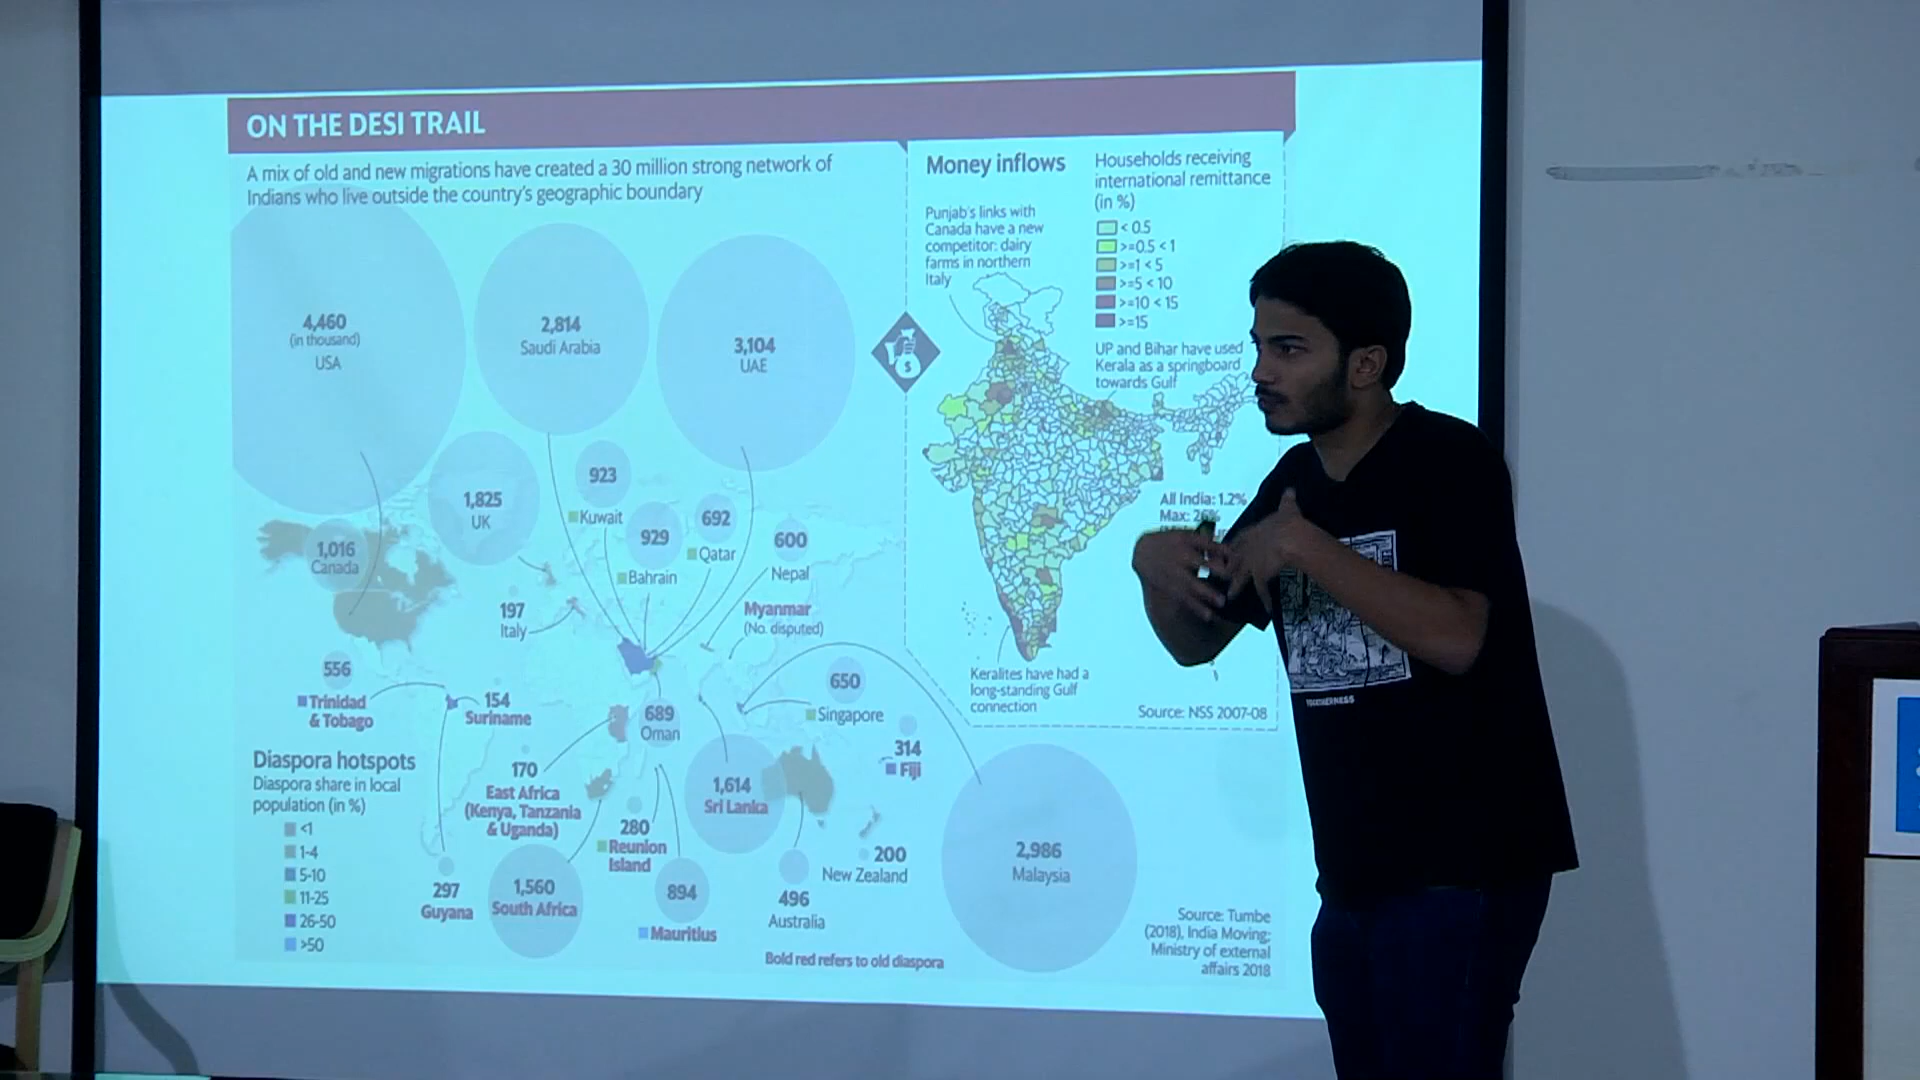 ON THE DESI TRAIL
A mix of old and new migrations have created a 30 million strong network of
Indians who live outside the country's geographic boundary
4,460
(in thousand)
USA
2,814
Saudi Arabia
3,104
UAE
1,825
UK
923
Kuwait
929
Bahrain
692
Qatar
600
Nepal
1,016
Canada
197
Italy
Myanmar
(No. disputed)
556
Trinidad
& Tobago
154
Suriname
689
Oman
650
Singapore
314
Fiji
170
East Africa
(Kenya, Tanzania
& Uganda)
1,614
Sri Lanka
280
Reunion
Island
297
Guyana
1,560
South Africa
894
Mauritius
496
Australia
200
New Zealand
2,986
Malaysia
Diaspora hotspots
Diaspora share in local
population (in %)
<1
1-4
5-10
11-25
26-50
>50
Bold red refers to old diaspora
Source: Tumbe
(2018), India Moving;
Ministry of external
affairs 2018
Money inflows
Punjab's links with
Canada have a new
competitor: dairy
farms in northern
Italy
Households receiving
international remittance
(in %)
< 0.5
>=0.5 < 1
>=1 < 5
>=5 < 10
>=10 < 15
>=15
UP and Bihar have used
Kerala as a springboard
towards Gulf
All India: 1.2%
Max: 26%
Keralites have had a
long-standing Gulf
connection
Source: NSS 2007-08
$
TOGETHERNESS